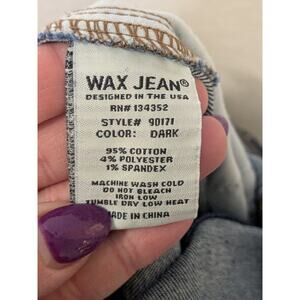 WAX JEAN®
DESIGNED IN THE USA
RN# 134352
STYLE# 90171
COLOR: DARK
95% COTTON
4% POLYESTER
1% SPANDEX
MACHINE WASH COLD
DO NOT BLEACH
IRON LOW
TUMBLE DRY LOW HEAT
MADE IN CHINA